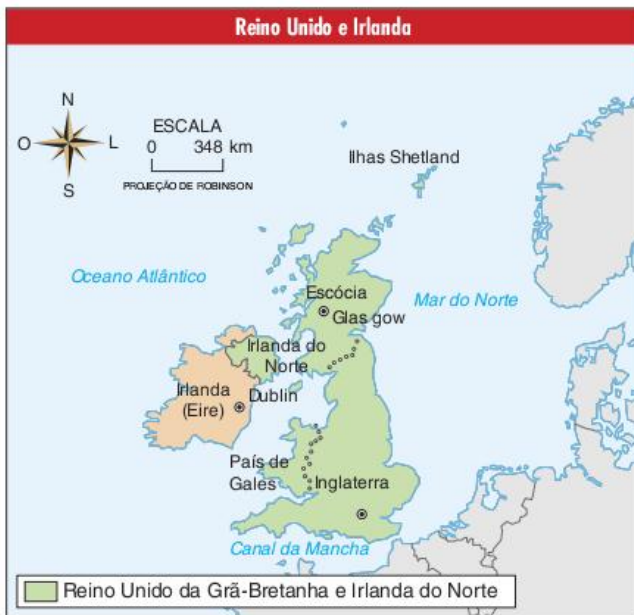 Reino Unido e Irlanda
N
O
L
S
ESCALA
0 348 km
PROJEÇÃO DE ROBINSON
Ilhas Shetland
Oceano Atlântico
Escócia
Mar do Norte
Glas gow
Irlanda do
Norte
Irlanda
(Eire)
Dublin
País de
Gales
Inglaterra
Canal da Mancha
Reino Unido da Grã-Bretanha e Irlanda do Norte